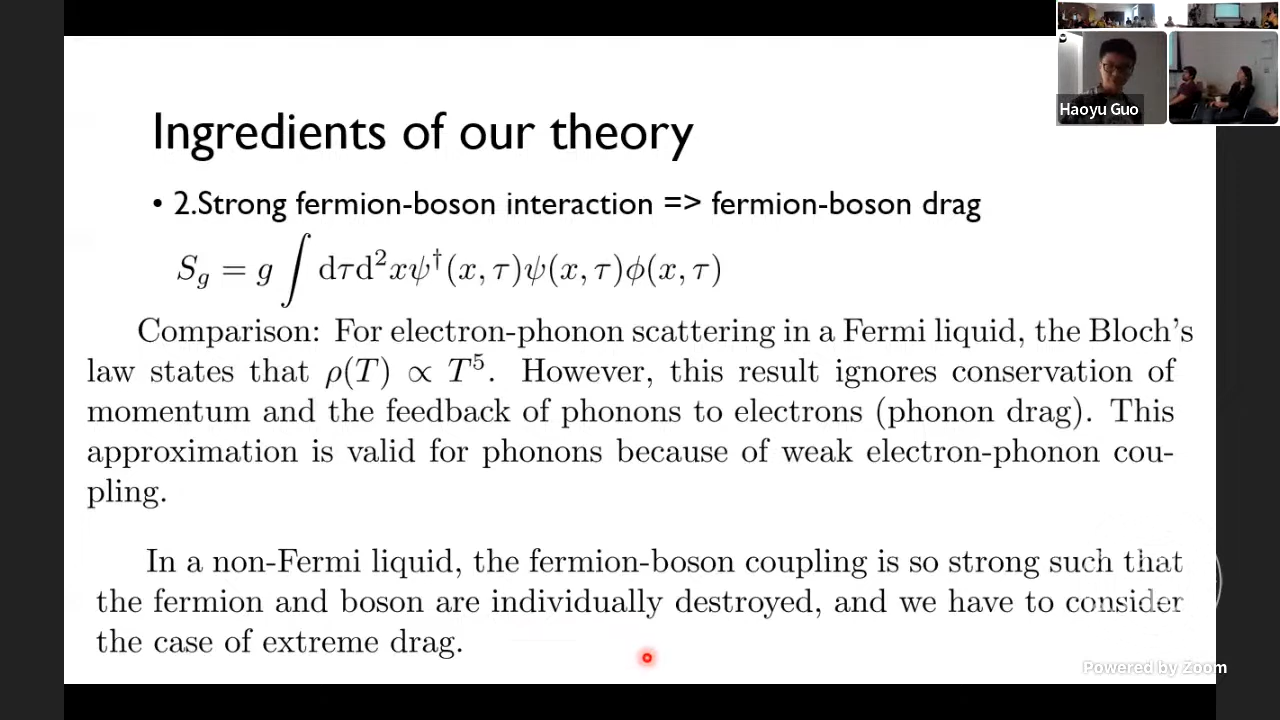 Haoyu Guo
Ingredients of our theory
• 2.Strong fermion-boson interaction => fermion-boson drag
S_g = g ∫ dτd²xψ†(x, τ)ψ(x, τ)ϕ(x, τ)
Comparison: For electron-phonon scattering in a Fermi liquid, the Bloch's
law states that ρ(T) ∝ T⁵. However, this result ignores conservation of
momentum and the feedback of phonons to electrons (phonon drag). This
approximation is valid for phonons because of weak electron-phonon cou-
pling.
In a non-Fermi liquid, the fermion-boson coupling is so strong such that
the fermion and boson are individually destroyed, and we have to consider
the case of extreme drag.
Powered by Zoom